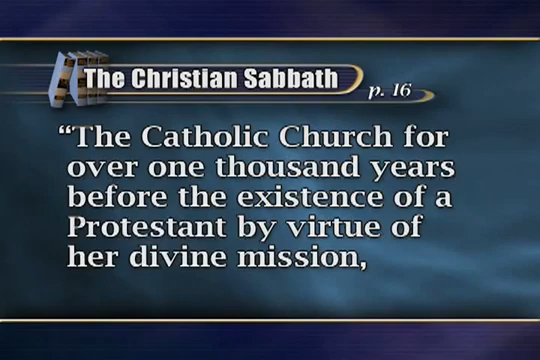 The Christian Sabbath
p. 16
“The Catholic Church for
over one thousand years
before the existence of a
Protestant by virtue of
her divine mission,